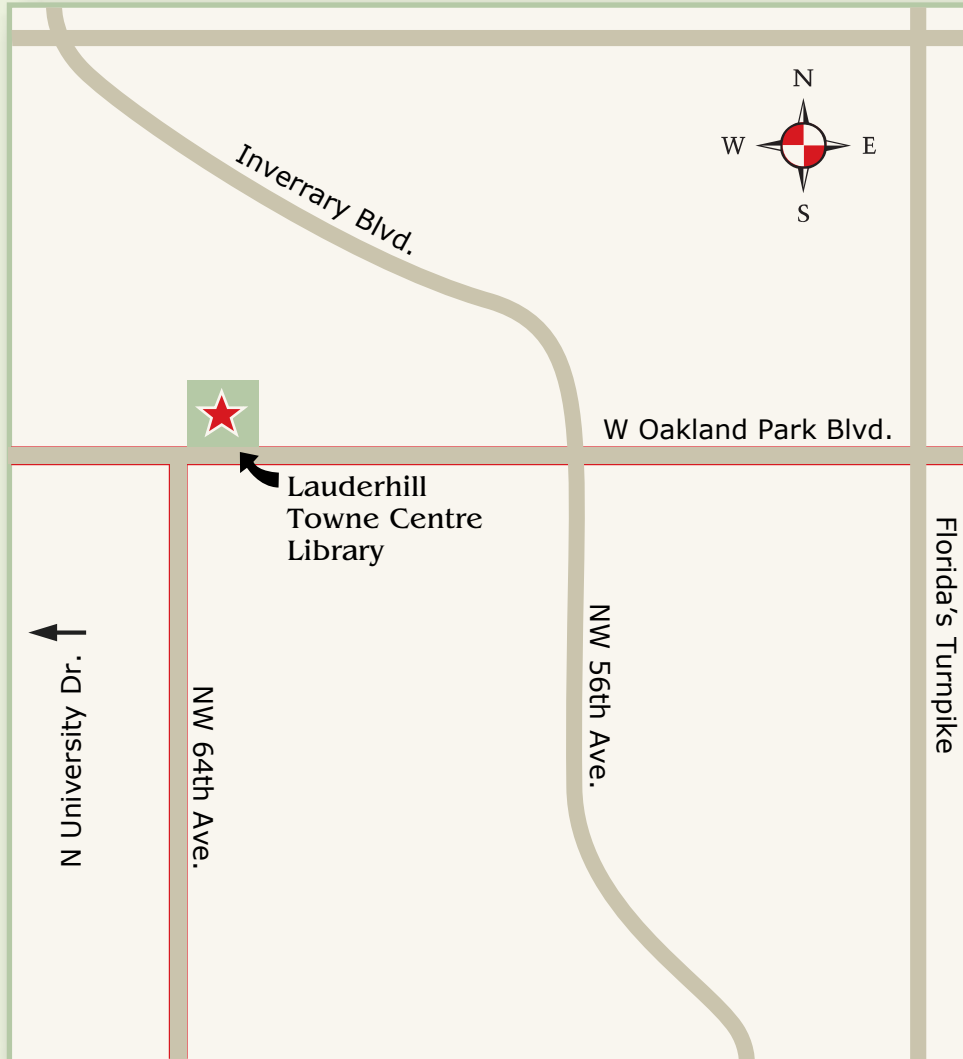 N
W
E
S
Inverrary Blvd.
W Oakland Park Blvd.
Lauderhill
Towne Centre
Library
Florida’s Turnpike
NW 56th Ave.
N University Dr.
NW 64th Ave.